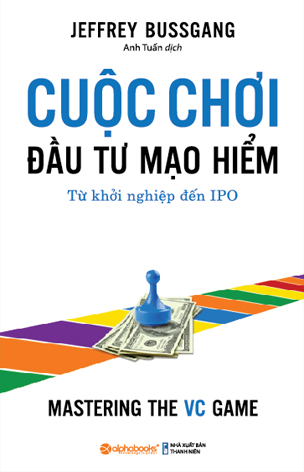 JEFFREY BUSSGANG
Anh Tuấn dịch
CUỘC CHƠI
ĐẦU TƯ MẠO HIỂM
Từ khởi nghiệp đến IPO
MASTERING THE VC GAME
alphabooks
NHÀ XUẤT BẢN
THANH NIÊN